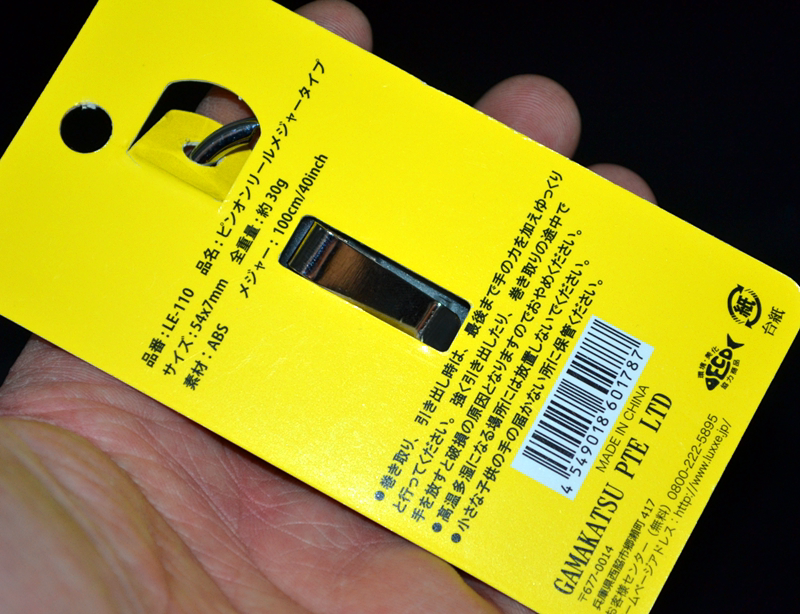 品番：LE-110
品名：ピンオンリールメジャータイプ
サイズ：54x7mm
全重量：約 30g
素材：ABS
メジャー：100cm/40inch
●巻き取り、引き出し時は、最後まで手の力を加えゆっくり
と行ってください。強く引き出したり、巻き取りの途中で
手を放すと破損の原因となりますのでおやめください。
●高温多湿になる場所には放置しないでください。
●小さな子供の手の届かない所に保管ください。
4 549018 601787
MADE IN CHINA
GAMAKATSU PTE LTD
〒677-0014
兵庫県西脇市郷瀬町 417
お客様センター（無料）0800-222-5895
ムページアドレス：http://www.luxxe.jp/
紙
台紙
環境・美化
協力商品